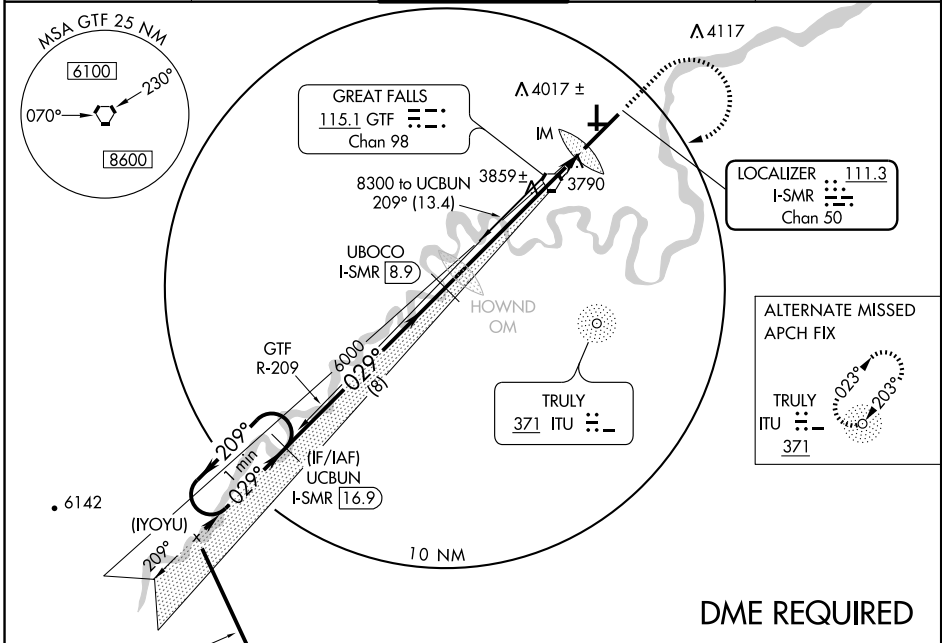 MSA GTF 25 NM
6100
230°
070°
8600
GREAT FALLS
115.1 GTF
Chan 98
4117
4017 ±
IM
3859±
3790
8300 to UCBUN
209° (13.4)
LOCALIZER 111.3
I-SMR
Chan 50
UBOCO
I-SMR 8.9
HOWND
OM
GTF
R-209
6000
029°
(8)
TRULY
371 ITU
ALTERNATE MISSED
APCH FIX
023°
203°
TRULY
ITU
371
209°
1 min
029°
(IF/IAF)
UCBUN
I-SMR 16.9
6142
(IYOYU)
209°
10 NM
DME REQUIRED